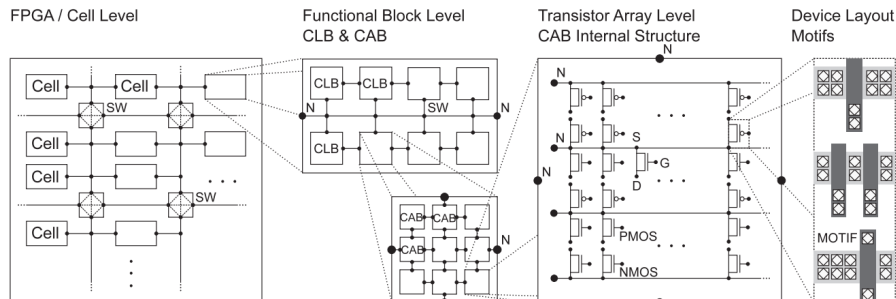 FPGA / Cell Level
Functional Block Level
CLB & CAB
Transistor Array Level
CAB Internal Structure
Device Layout
Motifs
Cell
Cell
SW
Cell
Cell
SW
Cell
CLB
CLB
N
SW
N
CLB
CAB
CAB
CAB
N
N
N
N
N
S
G
D
PMOS
NMOS
MOTIF